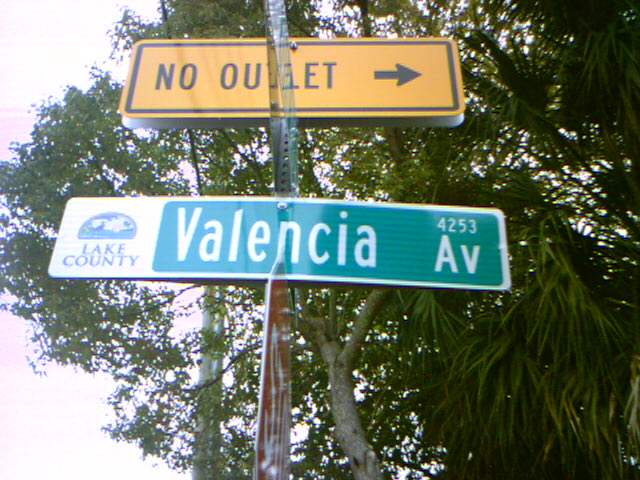 NO OUTLET
LAKE
COUNTY
Valencia
4253
Av